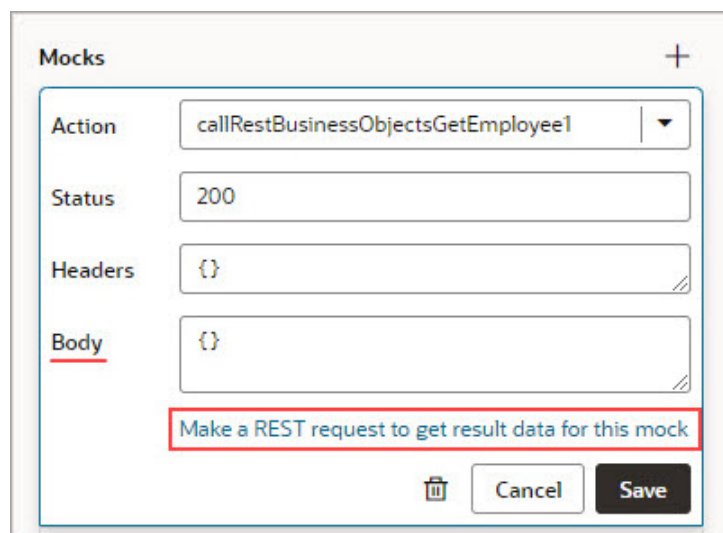 Mocks
Action callRestBusinessObjectsGetEmployee1
Status 200
Headers {}
Body {}
Make a REST request to get result data for this mock
Cancel Save